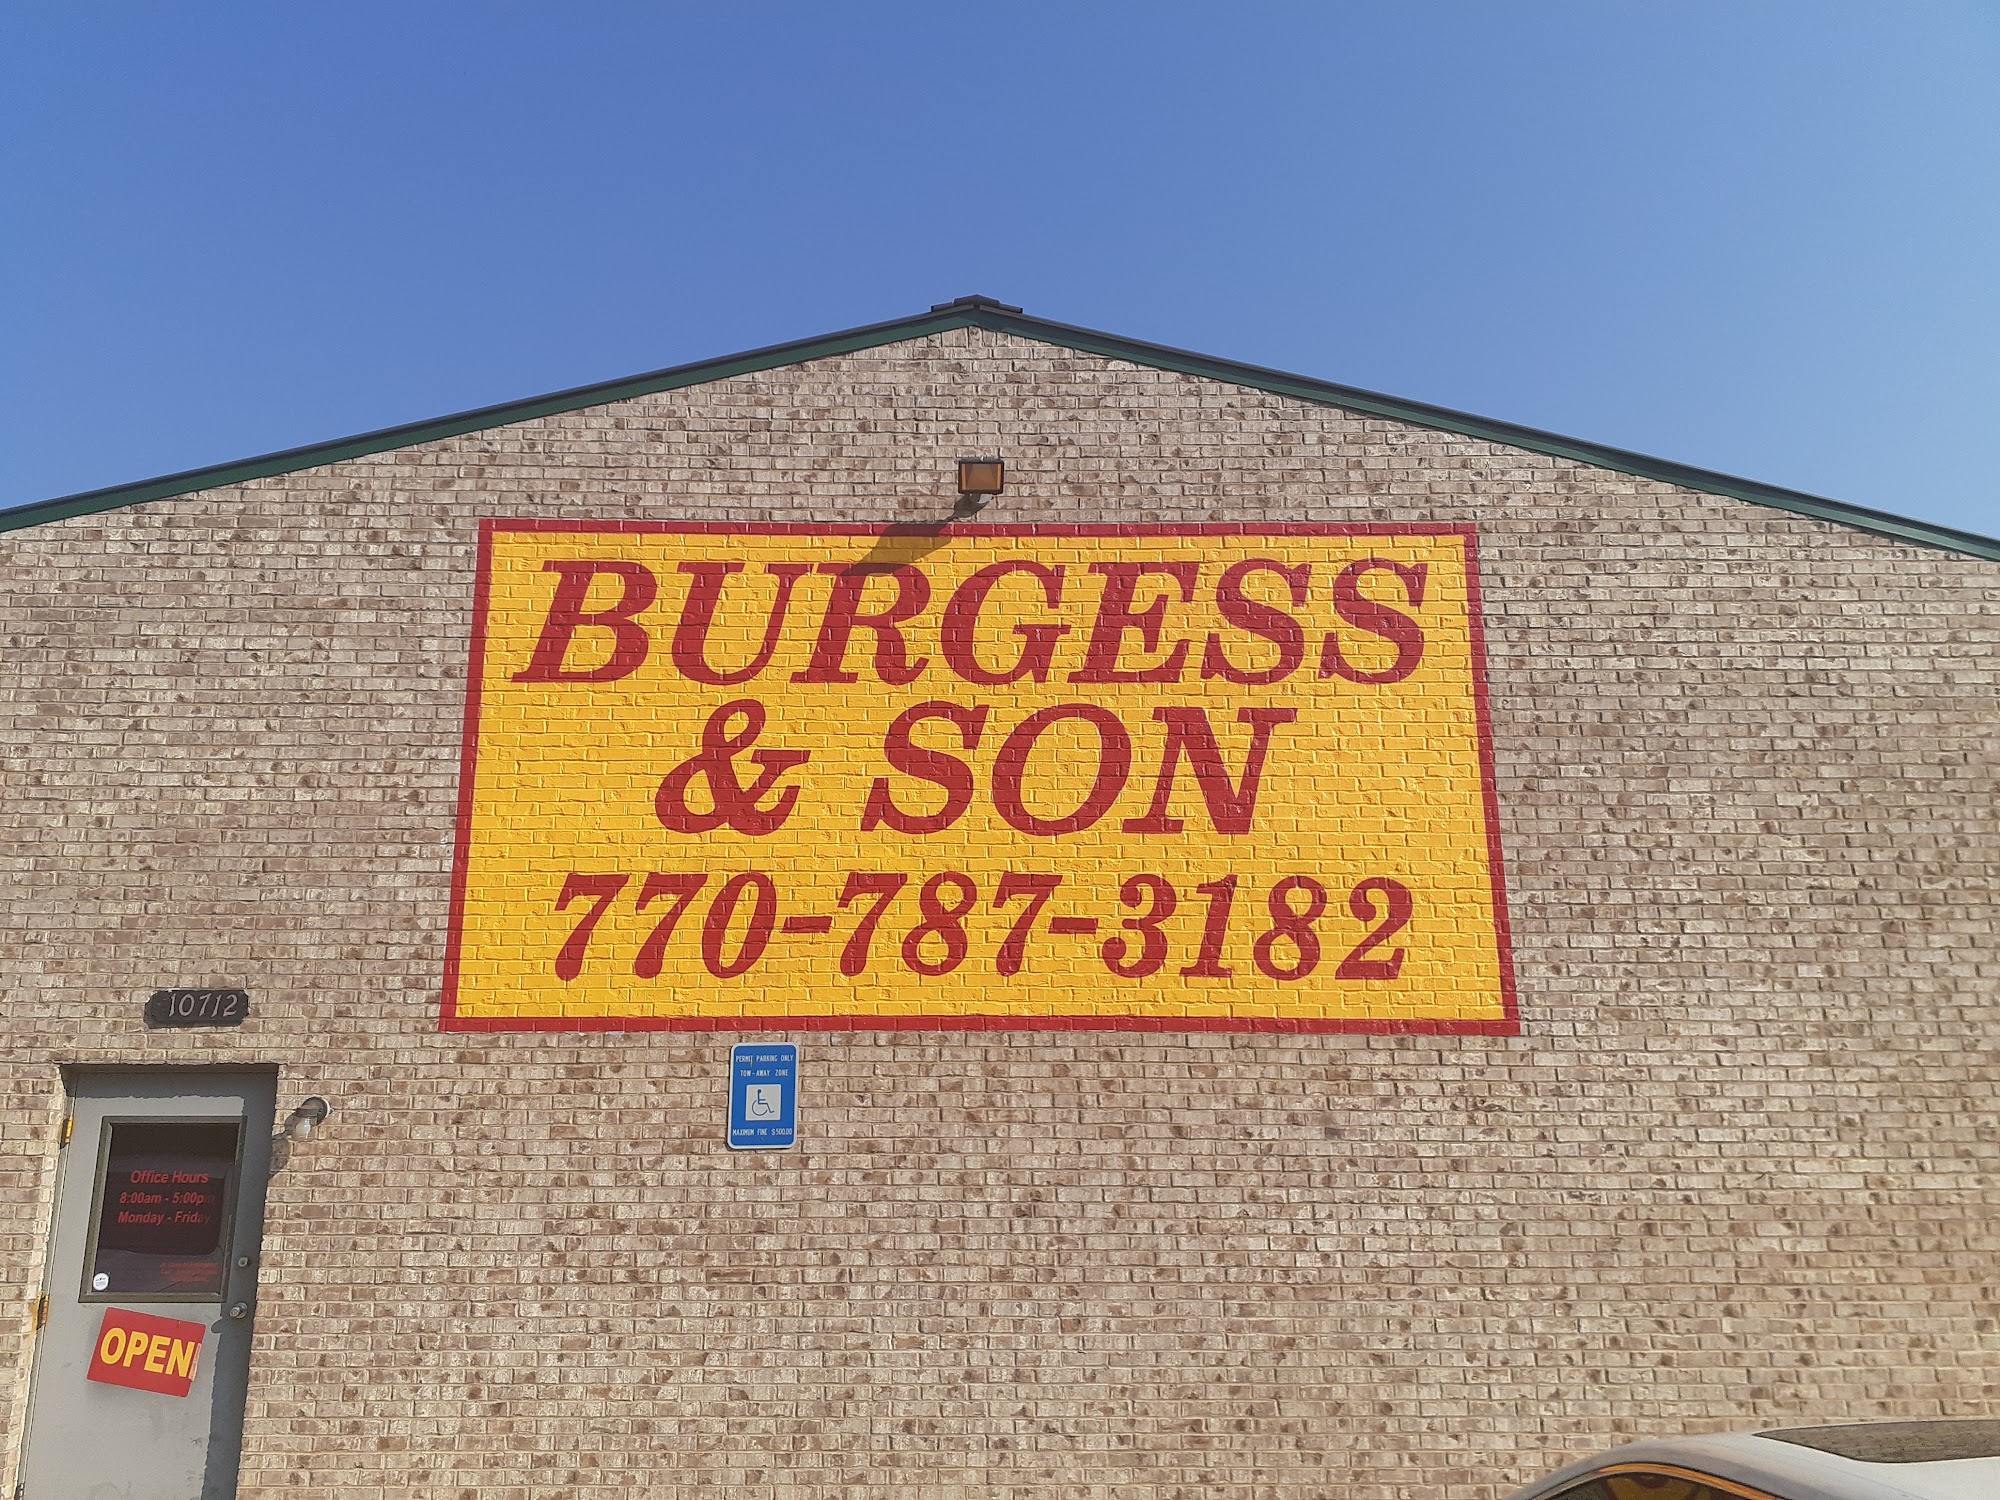 BURGESS
& SON
770-787-3182
10712
PERMIT PARKING ONLY
TOW-AWAY ZONE
MAXIMUM FINE $500.00
Office Hours
8:00am - 5:00pm
Monday - Friday
OPEN